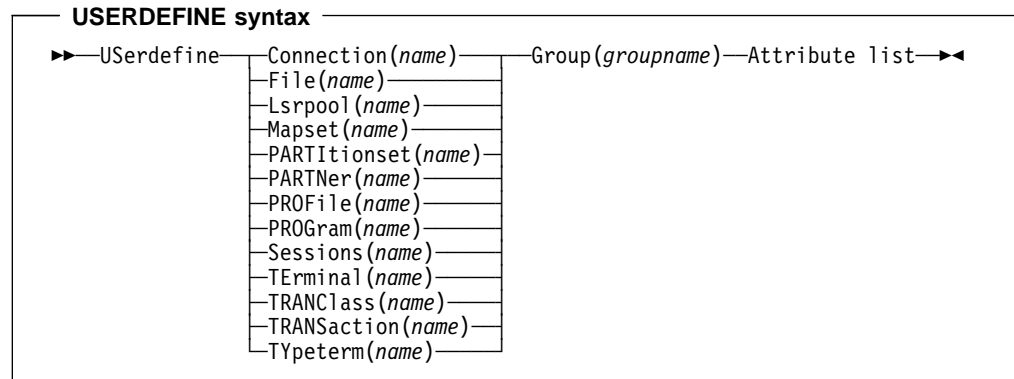 USERDEFINE syntax
USerdefine Connection(name) Group(groupname) Attribute list
File(name)
Lsrpool(name)
Mapset(name)
PARTItionset(name)
PARTNer(name)
PROFile(name)
PROGram(name)
Sessions(name)
TErminal(name)
TRANClass(name)
TRANSaction(name)
TYpeterm(name)